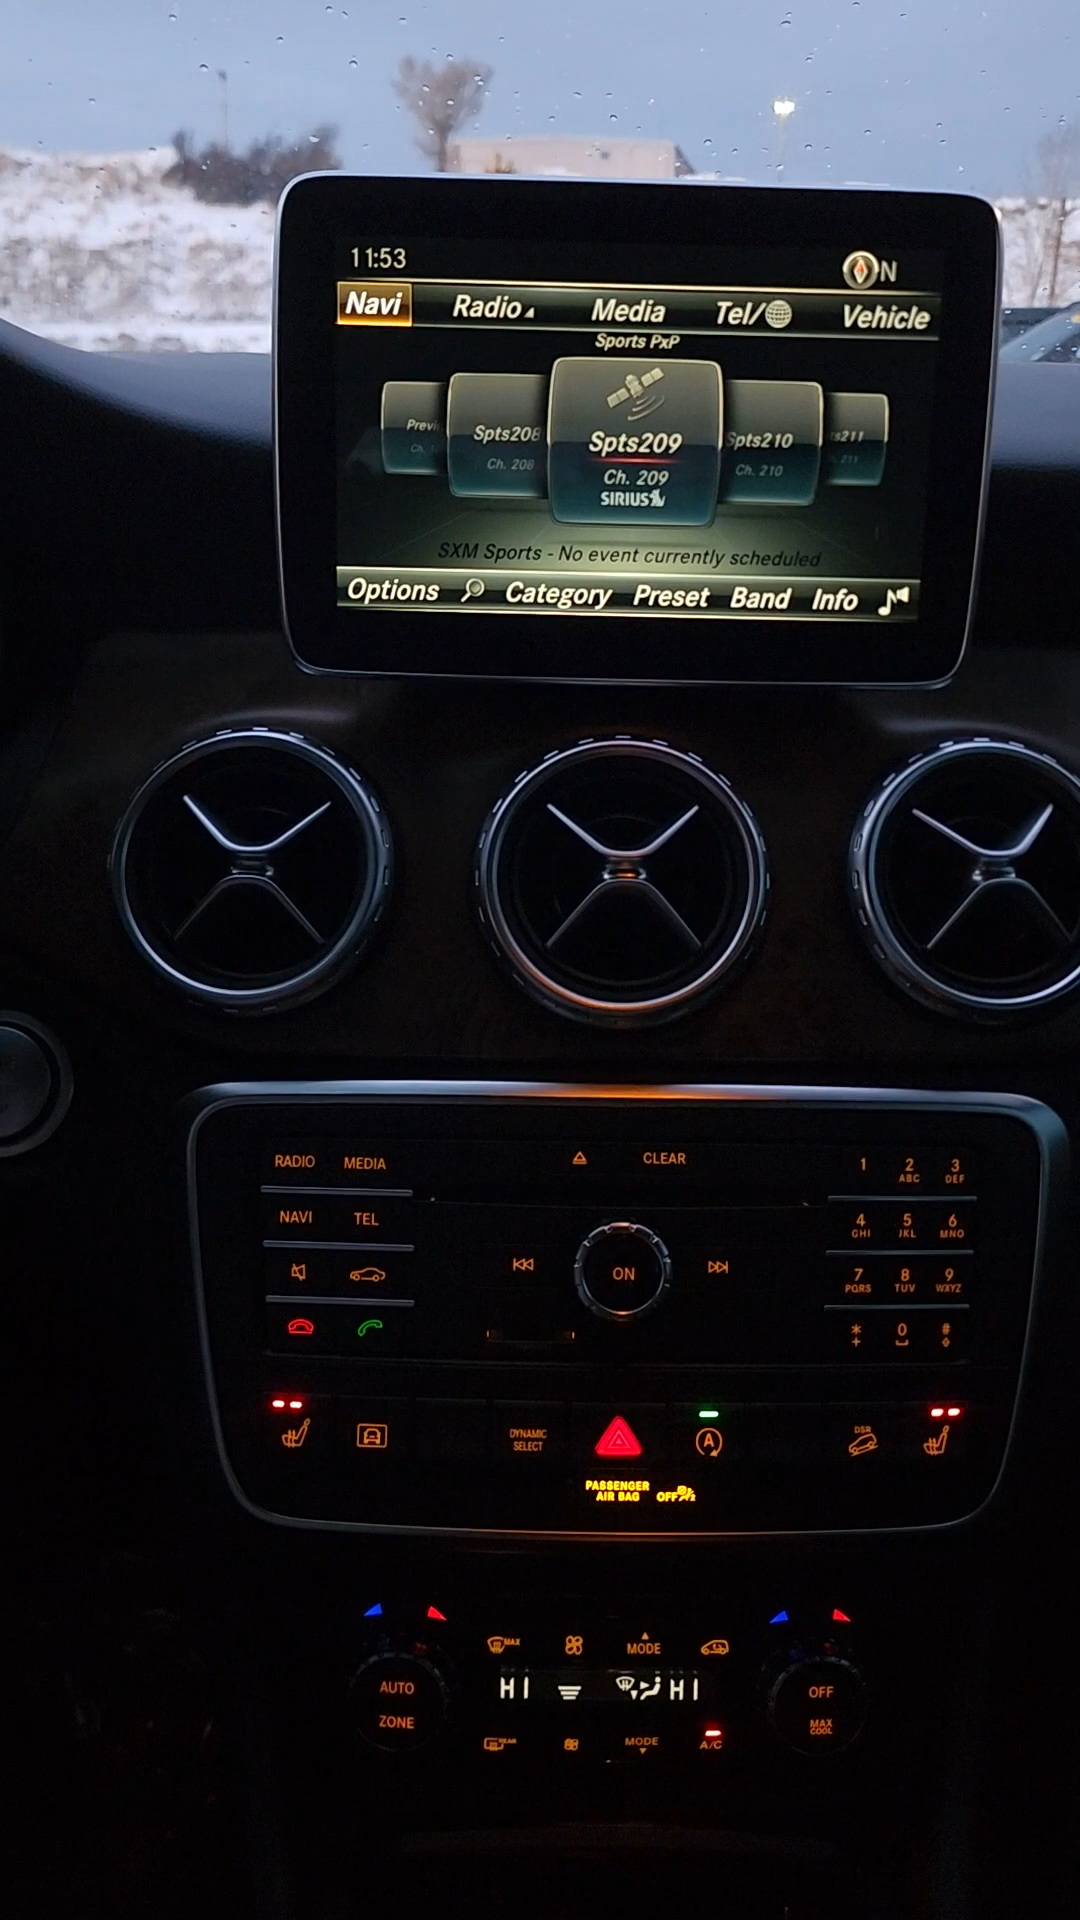 11:53 N
Navi Radio Media Tel/ Vehicle
Sports PxP
Spts208 Spts209 Spts210
Ch. 208 Ch. 209 Ch. 210
SIRIUS
SXM Sports - No event currently scheduled
Options Category Preset Band Info
RADIO MEDIA CLEAR 1 2 3
ABC DEF
NAVI TEL 4 5 6
GHI JKL MNO
ON 7 8 9
PQRS TUV WXYZ
* 0 #
+
DYNAMIC
SELECT
A
DSR
PASSENGER
AIR BAG OFF
MAX MODE
AUTO HI HI OFF
ZONE REAR MODE A/C MAX
COOL